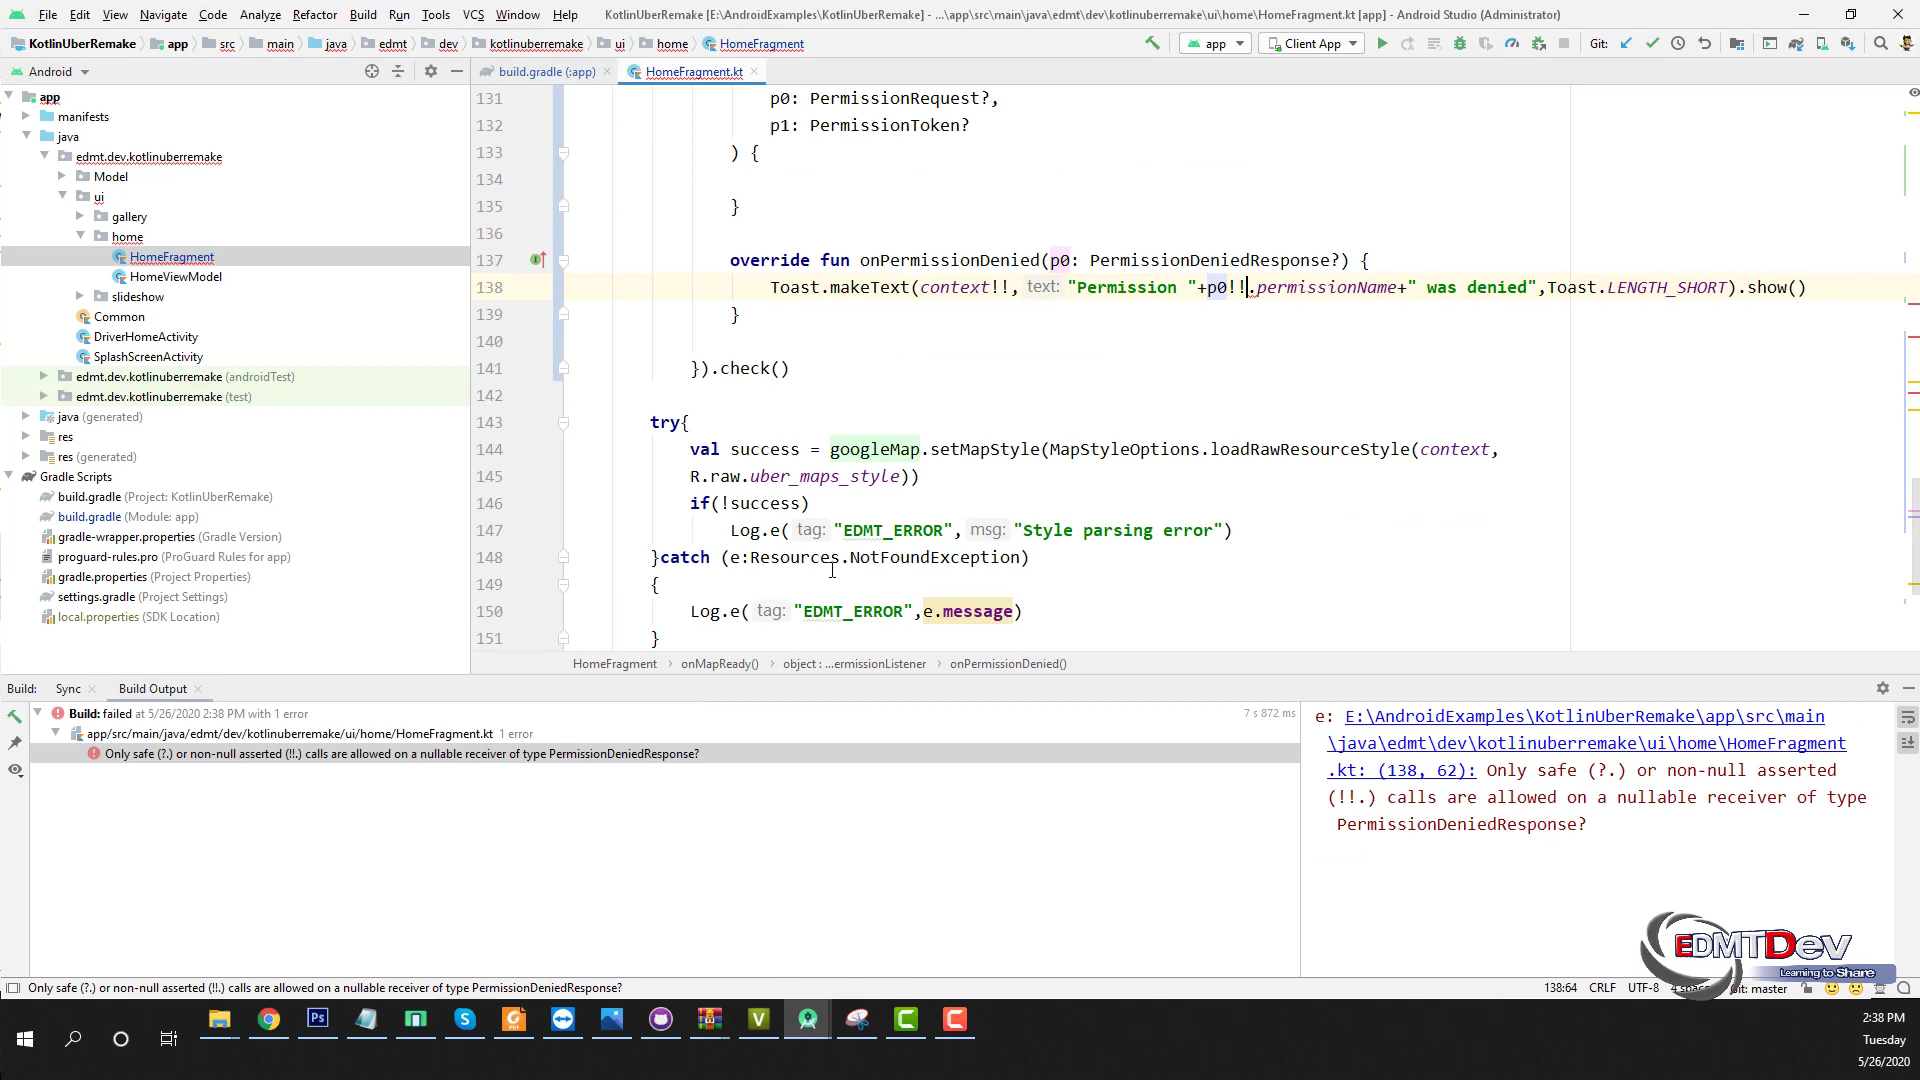 File Edit View Navigate Code Analyze Refactor Build Run Tools VCS Window Help KotlinUberRemake [E:\AndroidExamples\KotlinUberRemake] - ...\app\src\main\java\edmt\dev\kotlinuberremake\ui\home\HomeFragment.kt [app] - Android Studio (Administrator)
KotlinUberRemake app src main java edmt dev kotlinuberremake ui home HomeFragment app Client App Git:
Android build.gradle (:app) HomeFragment.kt
app
manifests
java
edmt.dev.kotlinuberremake
Model
ui
gallery
home
HomeFragment
HomeViewModel
slideshow
Common
DriverHomeActivity
SplashScreenActivity
edmt.dev.kotlinuberremake (androidTest)
edmt.dev.kotlinuberremake (test)
java (generated)
res
res (generated)
Gradle Scripts
build.gradle (Project: KotlinUberRemake)
build.gradle (Module: app)
gradle-wrapper.properties (Gradle Version)
proguard-rules.pro (ProGuard Rules for app)
gradle.properties (Project Properties)
settings.gradle (Project Settings)
local.properties (SDK Location)
131 p0: PermissionRequest?,
132 p1: PermissionToken?
133 ) {
134
135 }
136
137 override fun onPermissionDenied(p0: PermissionDeniedResponse?) {
138 Toast.makeText(context!!, text: "Permission "+p0!!.permissionName+" was denied",Toast.LENGTH_SHORT).show()
139 }
140
141 }).check()
142
143 try{
144 val success = googleMap.setMapStyle(MapStyleOptions.loadRawResourceStyle(context,
145 R.raw.uber_maps_style))
146 if(!success)
147 Log.e( tag: "EDMT_ERROR", msg: "Style parsing error")
148 }catch (e:Resources.NotFoundException)
149 {
150 Log.e( tag: "EDMT_ERROR",e.message)
151 }
HomeFragment › onMapReady() › object : ...ermissionListener › onPermissionDenied()
Build: Sync Build Output
Build: failed at 5/26/2020 2:38 PM with 1 error 7 s 872 ms
app/src/main/java/edmt/dev/kotlinuberremake/ui/home/HomeFragment.kt 1 error
Only safe (?.) or non-null asserted (!!.) calls are allowed on a nullable receiver of type PermissionDeniedResponse?
e: E:\AndroidExamples\KotlinUberRemake\app\src\main
\java\edmt\dev\kotlinuberremake\ui\home\HomeFragment
.kt: (138, 62): Only safe (?.) or non-null asserted
(!!.) calls are allowed on a nullable receiver of type
PermissionDeniedResponse?
EDMTDev
Learning to Share
Only safe (?.) or non-null asserted (!!.) calls are allowed on a nullable receiver of type PermissionDeniedResponse? 138:64 CRLF UTF-8 4 spaces Git: master
2:38 PM
Tuesday
5/26/2020